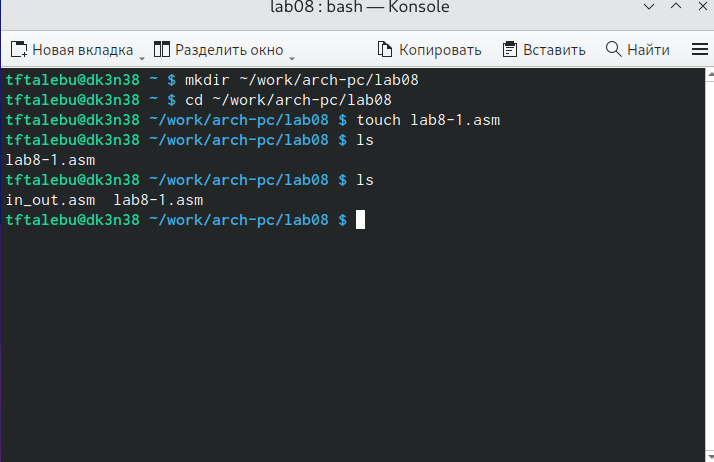 lab08 : bash — Konsole
Новая вкладка Разделить окно Копировать Вставить Найти
tftalebu@dk3n38 ~ $ mkdir ~/work/arch-pc/lab08
tftalebu@dk3n38 ~ $ cd ~/work/arch-pc/lab08
tftalebu@dk3n38 ~/work/arch-pc/lab08 $ touch lab8-1.asm
tftalebu@dk3n38 ~/work/arch-pc/lab08 $ ls
lab8-1.asm
tftalebu@dk3n38 ~/work/arch-pc/lab08 $ ls
in_out.asm  lab8-1.asm
tftalebu@dk3n38 ~/work/arch-pc/lab08 $